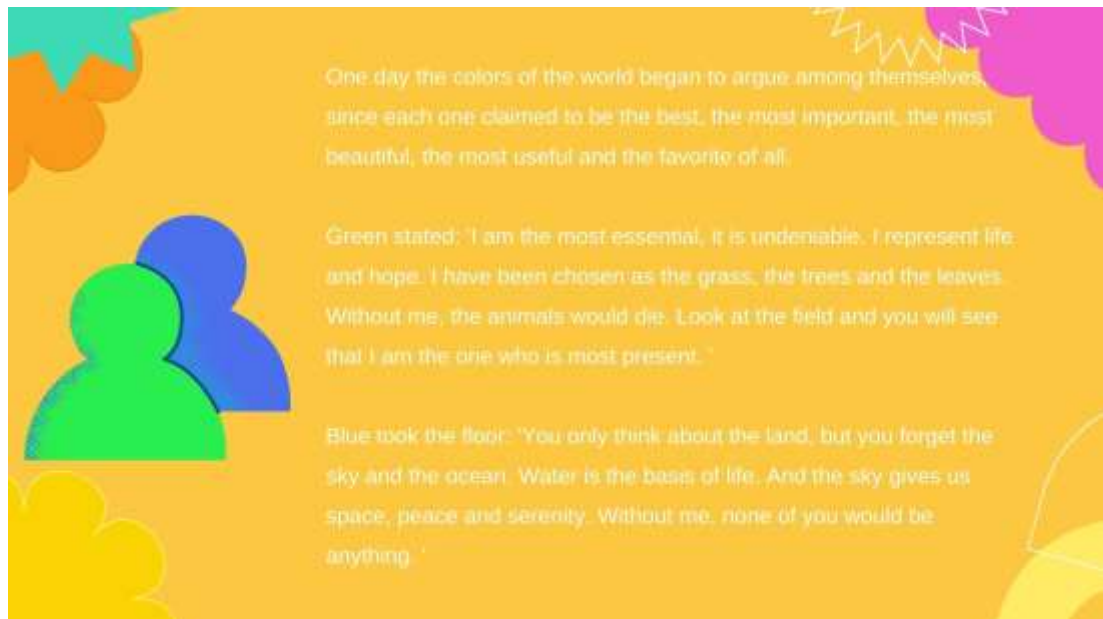 One day the colors of the world began to argue among themselves,
since each one claimed to be the best, the most important, the most
beautiful, the most useful and the favorite of all.
Green stated: 'I am the most essential, it is undeniable. I represent life
and hope. I have been chosen as the grass, the trees and the leaves.
Without me, the animals would die. Look at the field and you will see
that I am the one who is most present. '
Blue took the floor: 'You only think about the land, but you forget the
sky and the ocean. Water is the basis of life. And the sky gives us
space, peace and serenity. Without me, none of you would be
anything. '